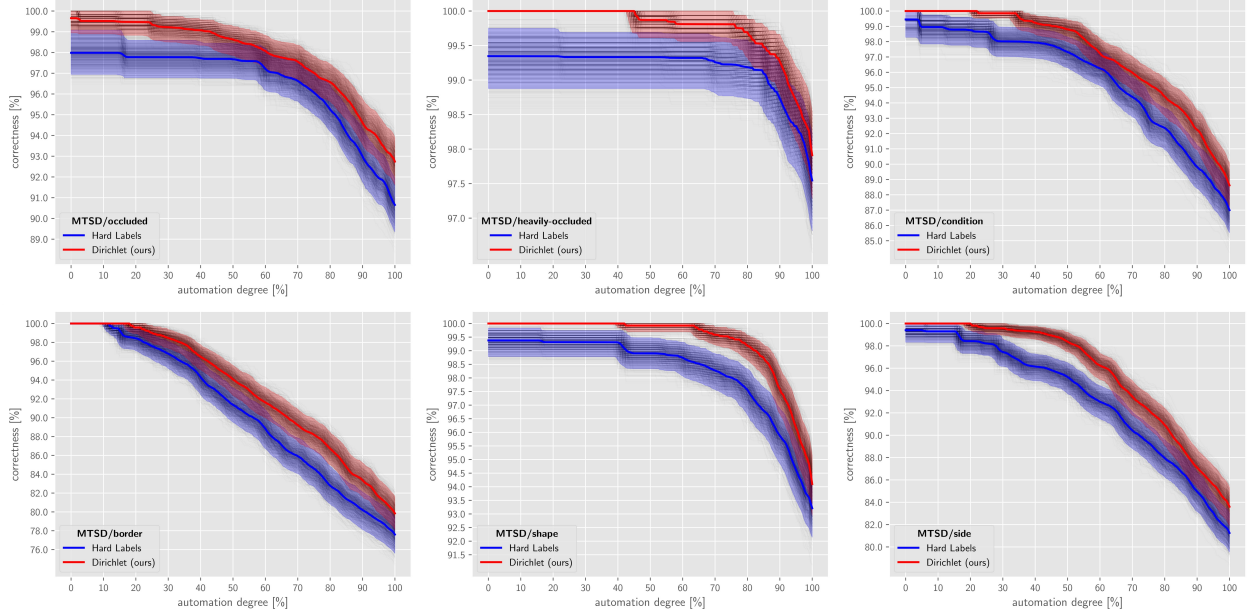 100.0
99.0
98.0
97.0
96.0
95.0
94.0
93.0
92.0
91.0
90.0
89.0
correctness [%]
MTSD/occluded
Hard Labels
Dirichlet (ours)
0 10 20 30 40 50 60 70 80 90 100
automation degree [%]
100.0
99.5
99.0
98.5
98.0
97.5
97.0
correctness [%]
MTSD/heavily-occluded
Hard Labels
Dirichlet (ours)
0 10 20 30 40 50 60 70 80 90 100
automation degree [%]
100.0
99.0
98.0
97.0
96.0
95.0
94.0
93.0
92.0
91.0
90.0
89.0
88.0
87.0
86.0
85.0
correctness [%]
MTSD/condition
Hard Labels
Dirichlet (ours)
0 10 20 30 40 50 60 70 80 90 100
automation degree [%]
100.0
98.0
96.0
94.0
92.0
90.0
88.0
86.0
84.0
82.0
80.0
78.0
76.0
correctness [%]
MTSD/border
Hard Labels
Dirichlet (ours)
0 10 20 30 40 50 60 70 80 90 100
automation degree [%]
100.0
99.5
99.0
98.5
98.0
97.5
97.0
96.5
96.0
95.5
95.0
94.5
94.0
93.5
93.0
92.5
92.0
91.5
correctness [%]
MTSD/shape
Hard Labels
Dirichlet (ours)
0 10 20 30 40 50 60 70 80 90 100
automation degree [%]
100.0
98.0
96.0
94.0
92.0
90.0
88.0
86.0
84.0
82.0
80.0
correctness [%]
MTSD/side
Hard Labels
Dirichlet (ours)
0 10 20 30 40 50 60 70 80 90 100
automation degree [%]